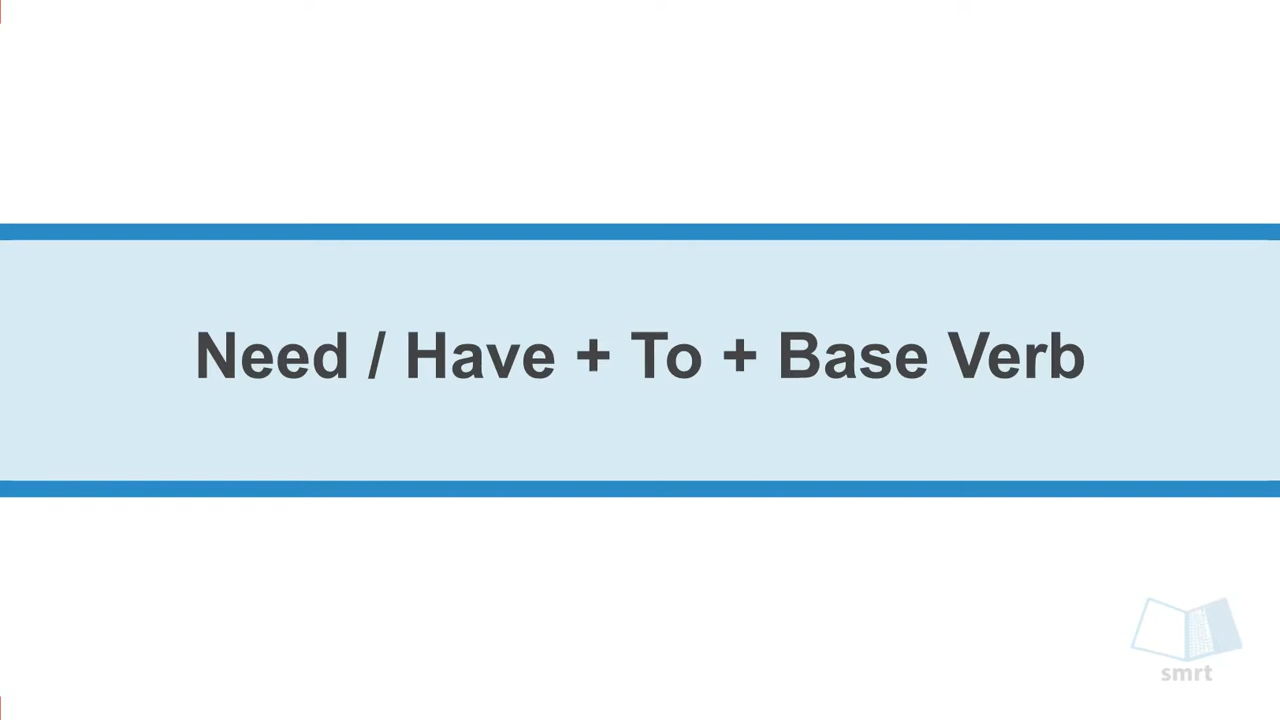 Need / Have + To + Base Verb
smrt